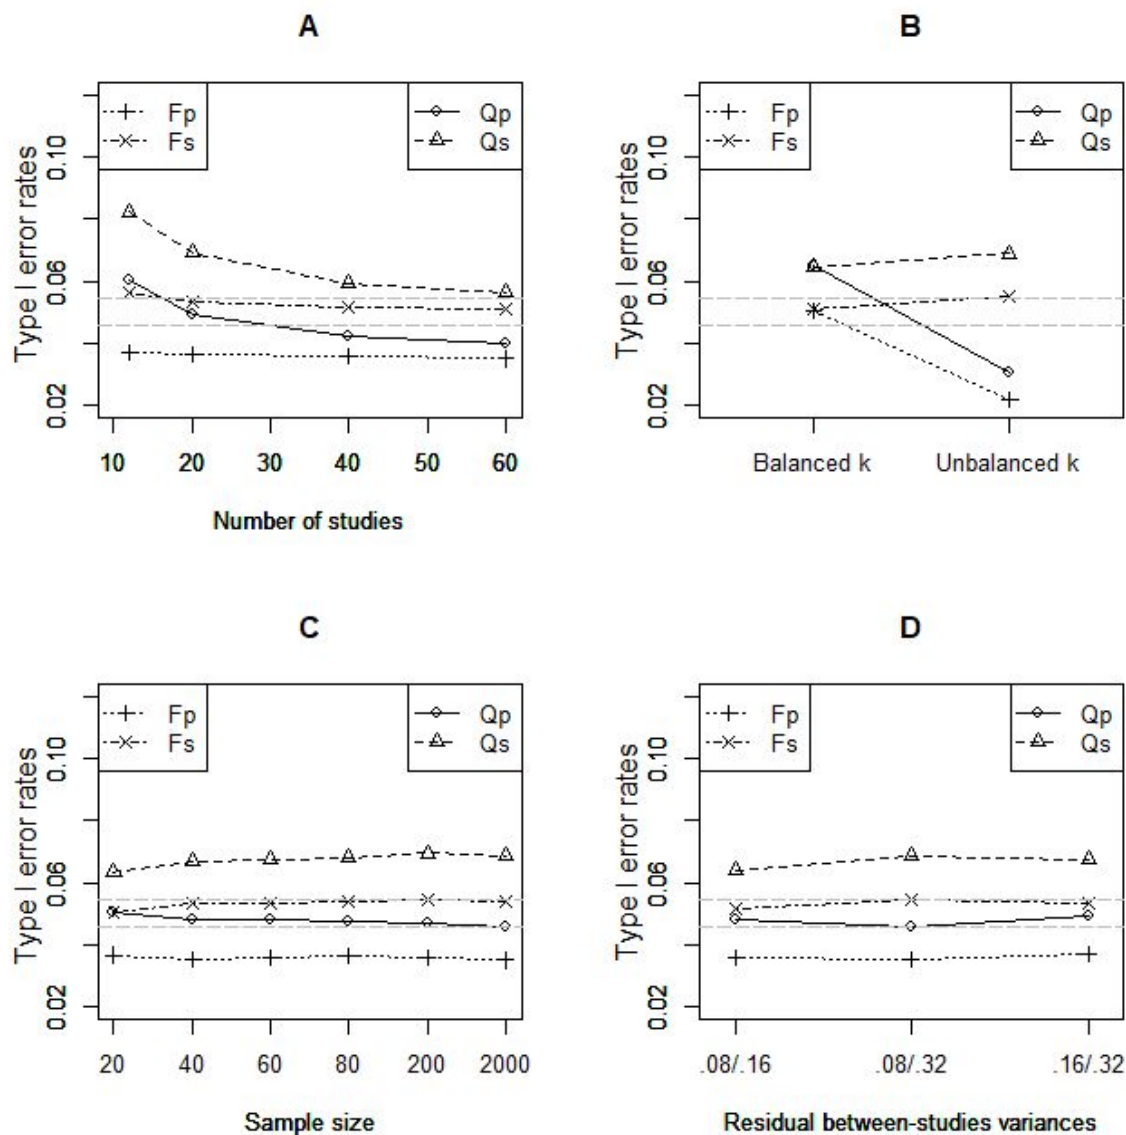 A
Fp
Fs
Qp
Qs
Type I error rates
0.02 0.06 0.10
10 20 30 40 50 60
Number of studies
B
Fp
Fs
Qp
Qs
Type I error rates
0.02 0.06 0.10
Balanced k Unbalanced k
C
Fp
Fs
Qp
Qs
Type I error rates
0.02 0.06 0.10
20 40 60 80 200 2000
Sample size
D
Fp
Fs
Qp
Qs
Type I error rates
0.02 0.06 0.10
.08/.16 .08/.32 .16/.32
Residual between-studies variances